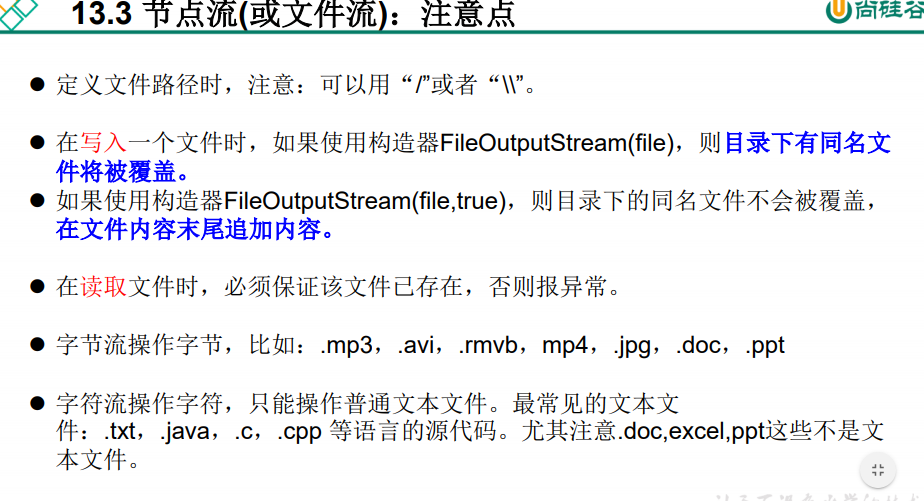 13.3 节点流(或文件流)：注意点
尚硅谷
● 定义文件路径时，注意：可以用“/”或者“\\”。
● 在写入一个文件时，如果使用构造器FileOutputStream(file)，则目录下有同名文
件将被覆盖。
● 如果使用构造器FileOutputStream(file,true)，则目录下的同名文件不会被覆盖，
在文件内容末尾追加内容。
● 在读取文件时，必须保证该文件已存在，否则报异常。
● 字节流操作字节，比如：.mp3，.avi，.rmvb，mp4，.jpg，.doc，.ppt
● 字符流操作字符，只能操作普通文本文件。最常见的文本文
件：.txt，.java，.c，.cpp 等语言的源代码。尤其注意.doc,excel,ppt这些不是文
本文件。